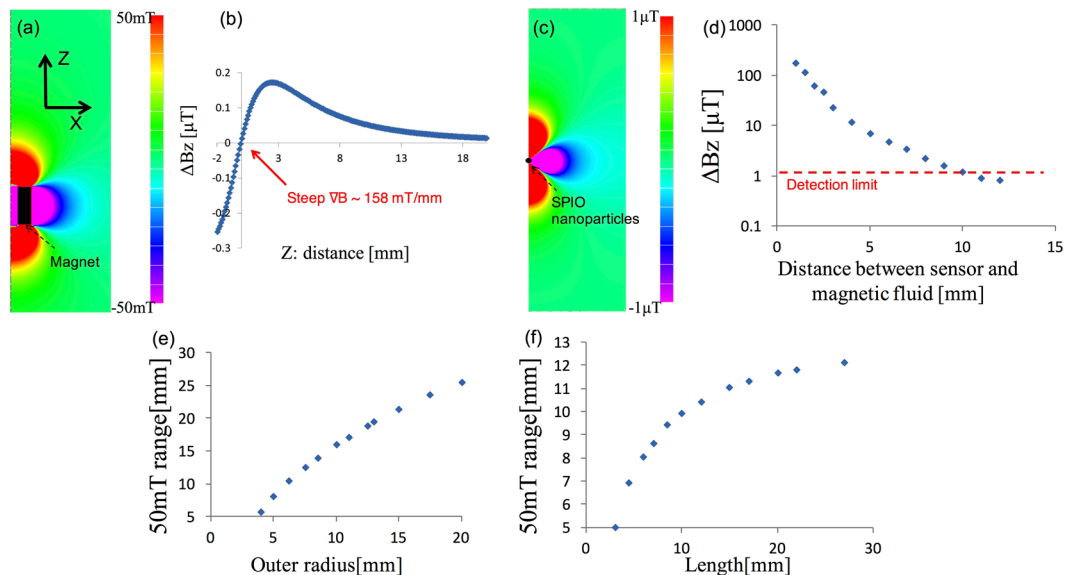 (a)
50mT
Z
X
Magnet
-50mT
(b)
ΔBz [μT]
0.2
0.1
0
-0.1
-0.2
-0.3
-2
3
8
13
18
Steep ∇B ~ 158 mT/mm
Z: distance [mm]
(c)
1μT
SPIO
nanoparticles
-1μT
(d)
ΔBz [μT]
1000
100
10
1
0.1
Detection limit
0
5
10
15
Distance between sensor and
magnetic fluid [mm]
(e)
50mT range[mm]
30
25
20
15
10
5
0
5
10
15
20
Outer radius[mm]
(f)
50mT range[mm]
13
12
11
10
9
8
7
6
5
0
10
20
30
Length[mm]